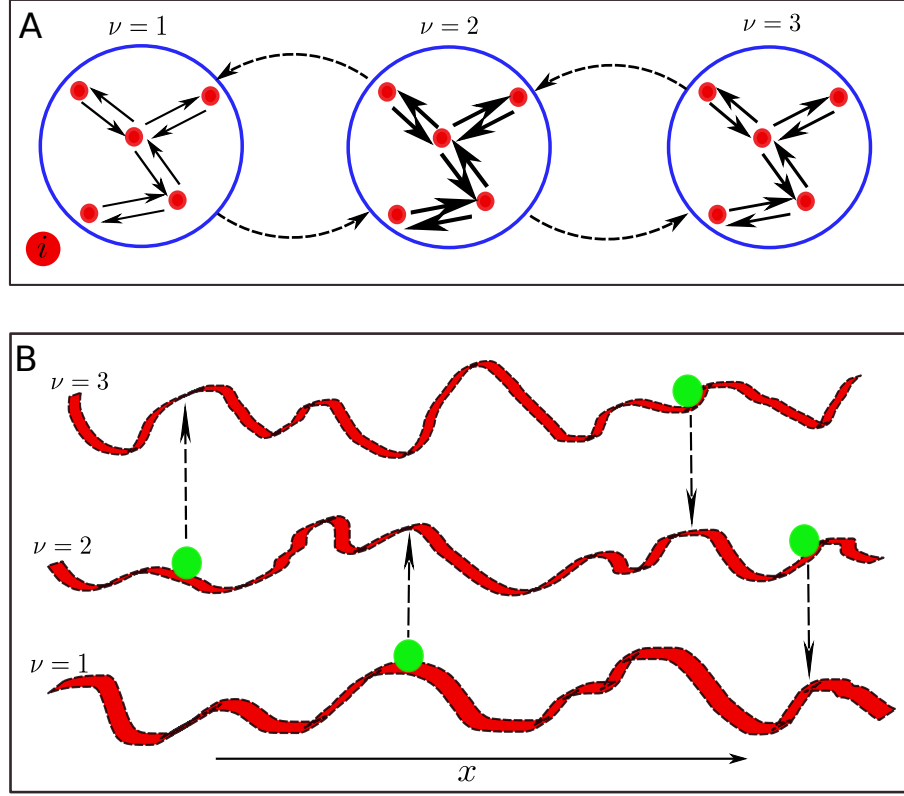 A
ν = 1
ν = 2
ν = 3
i
B
ν = 3
ν = 2
ν = 1
x